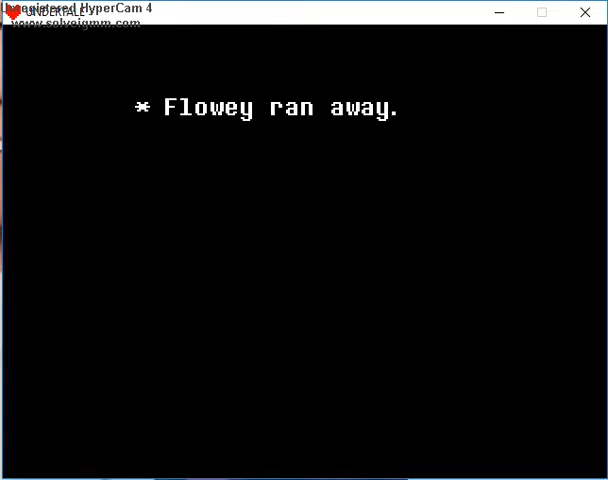 Unregistered HyperCam 4
UNDERTALE
www.solveigmm.com
* Flowey ran away.